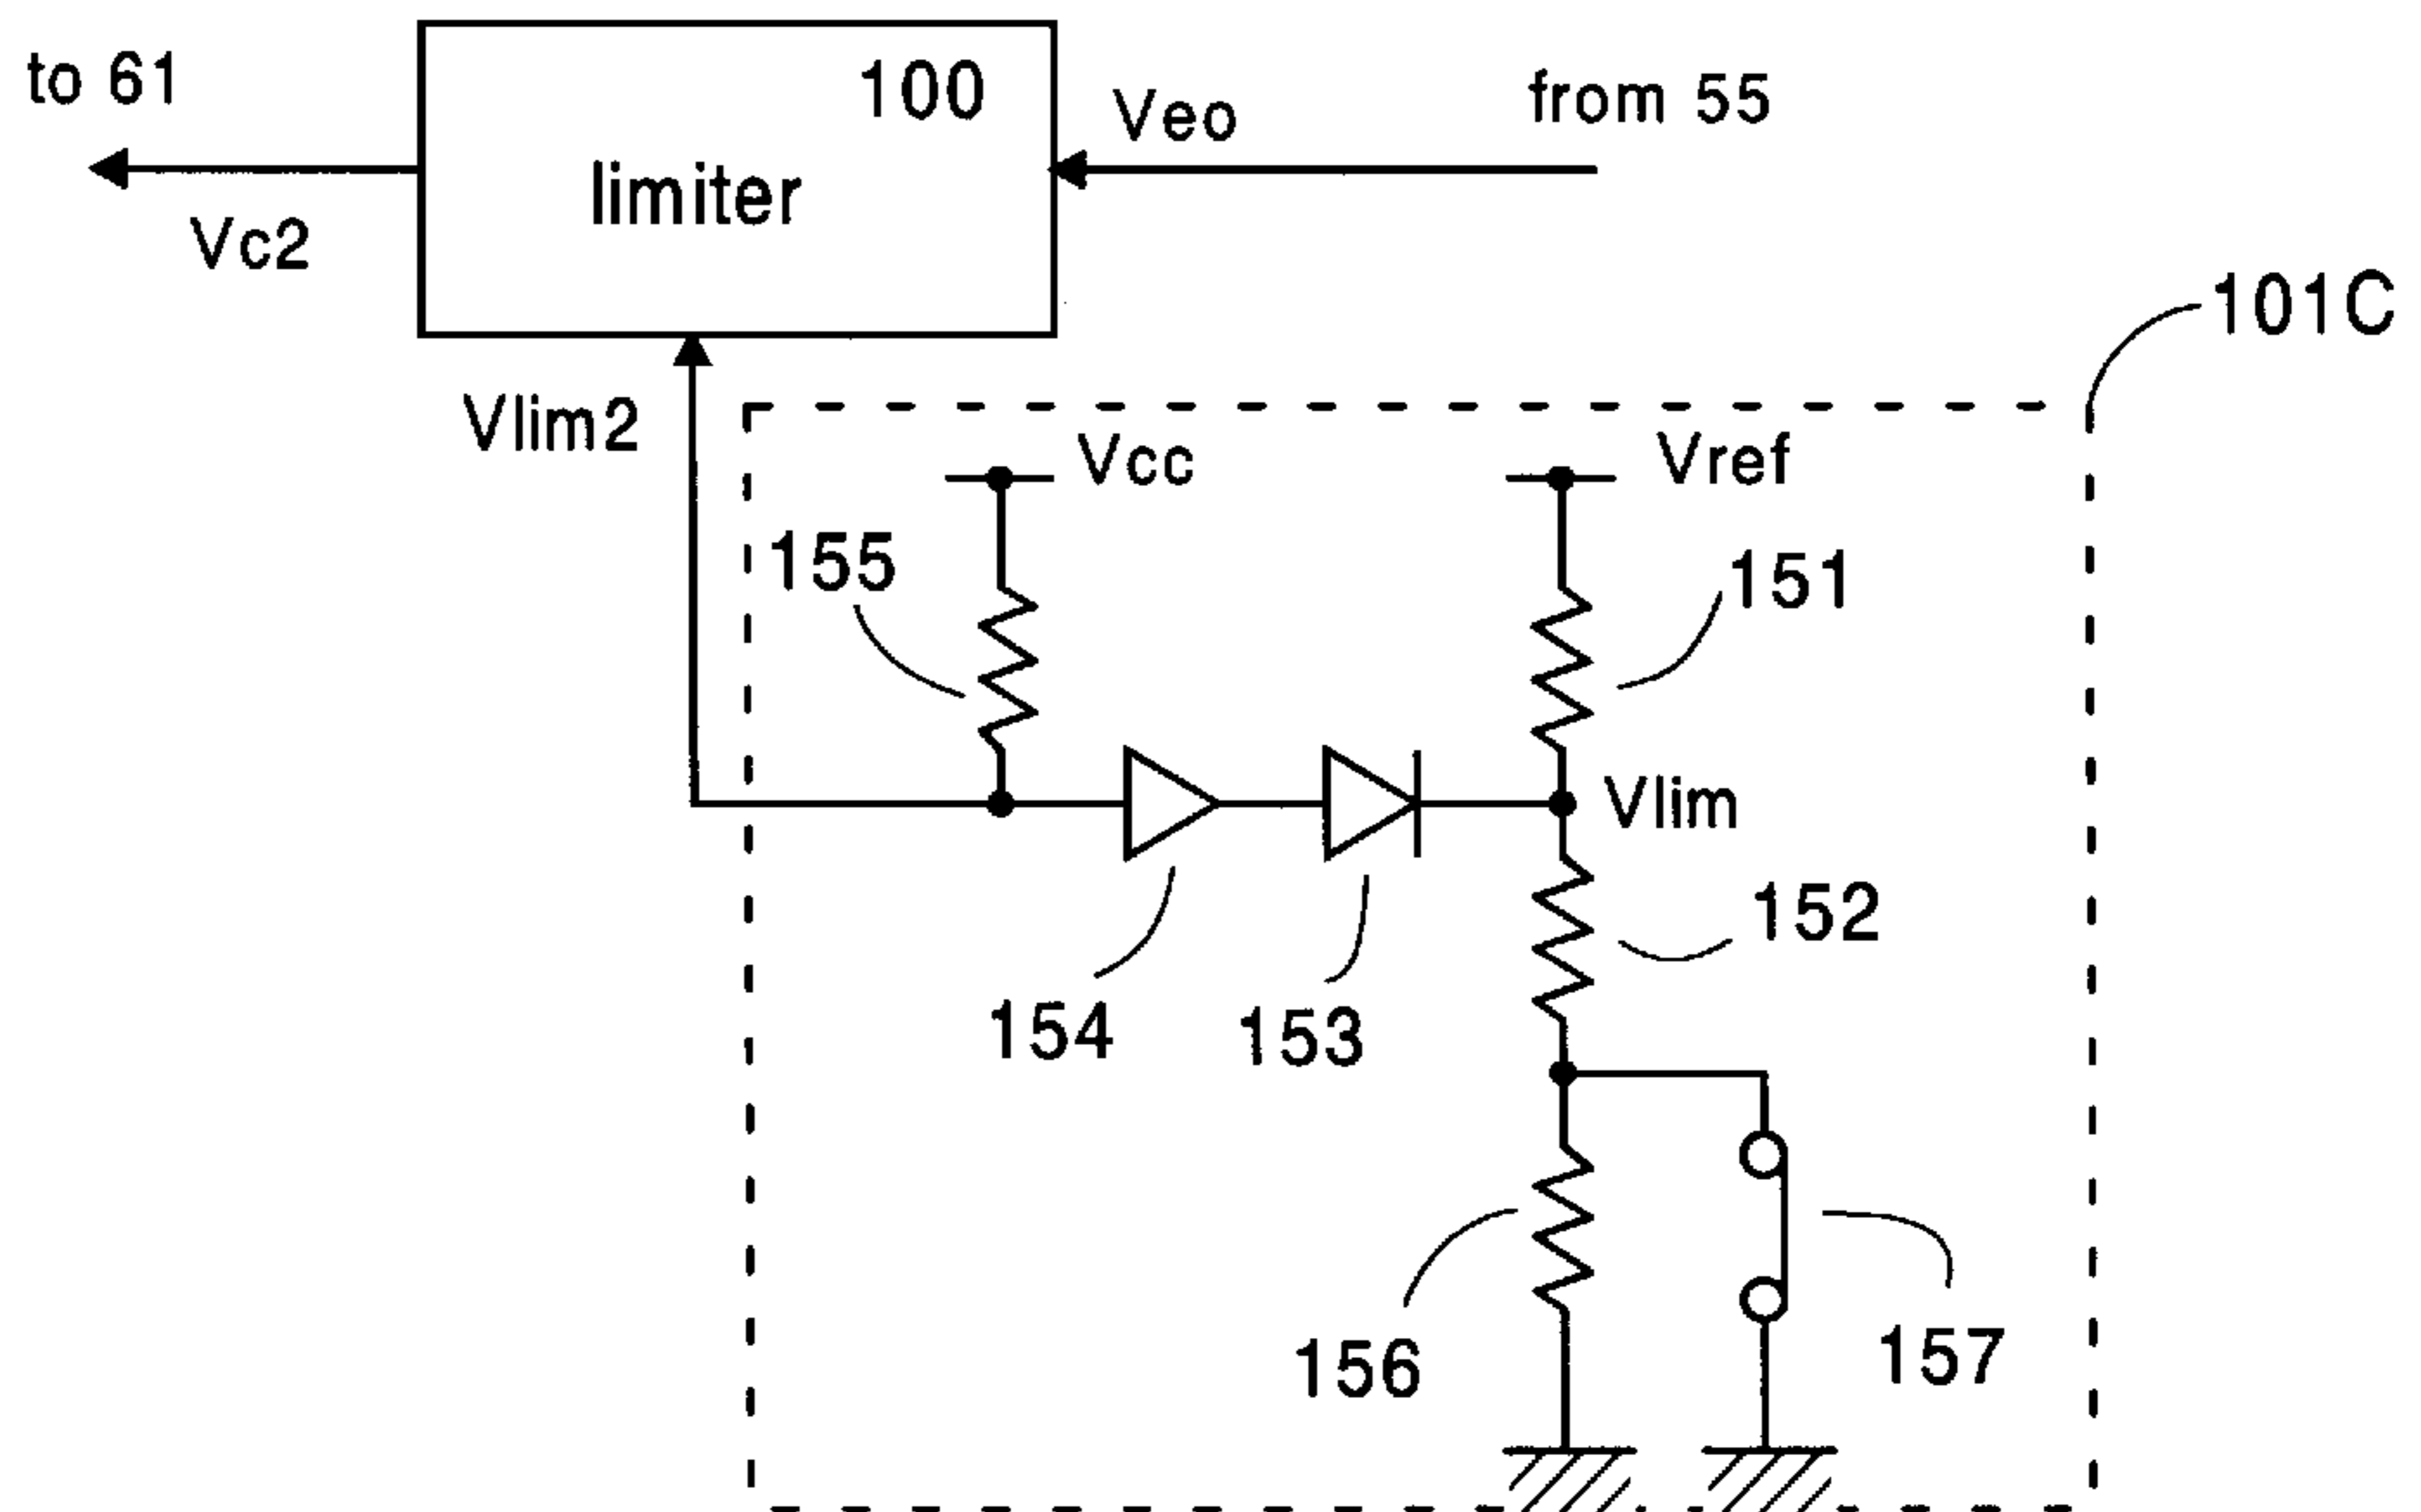 to 61
100
Veo
from 55
limiter
Vc2
101C
Vlim2
Vcc
Vref
155
151
Vlim
152
154
153
156
157